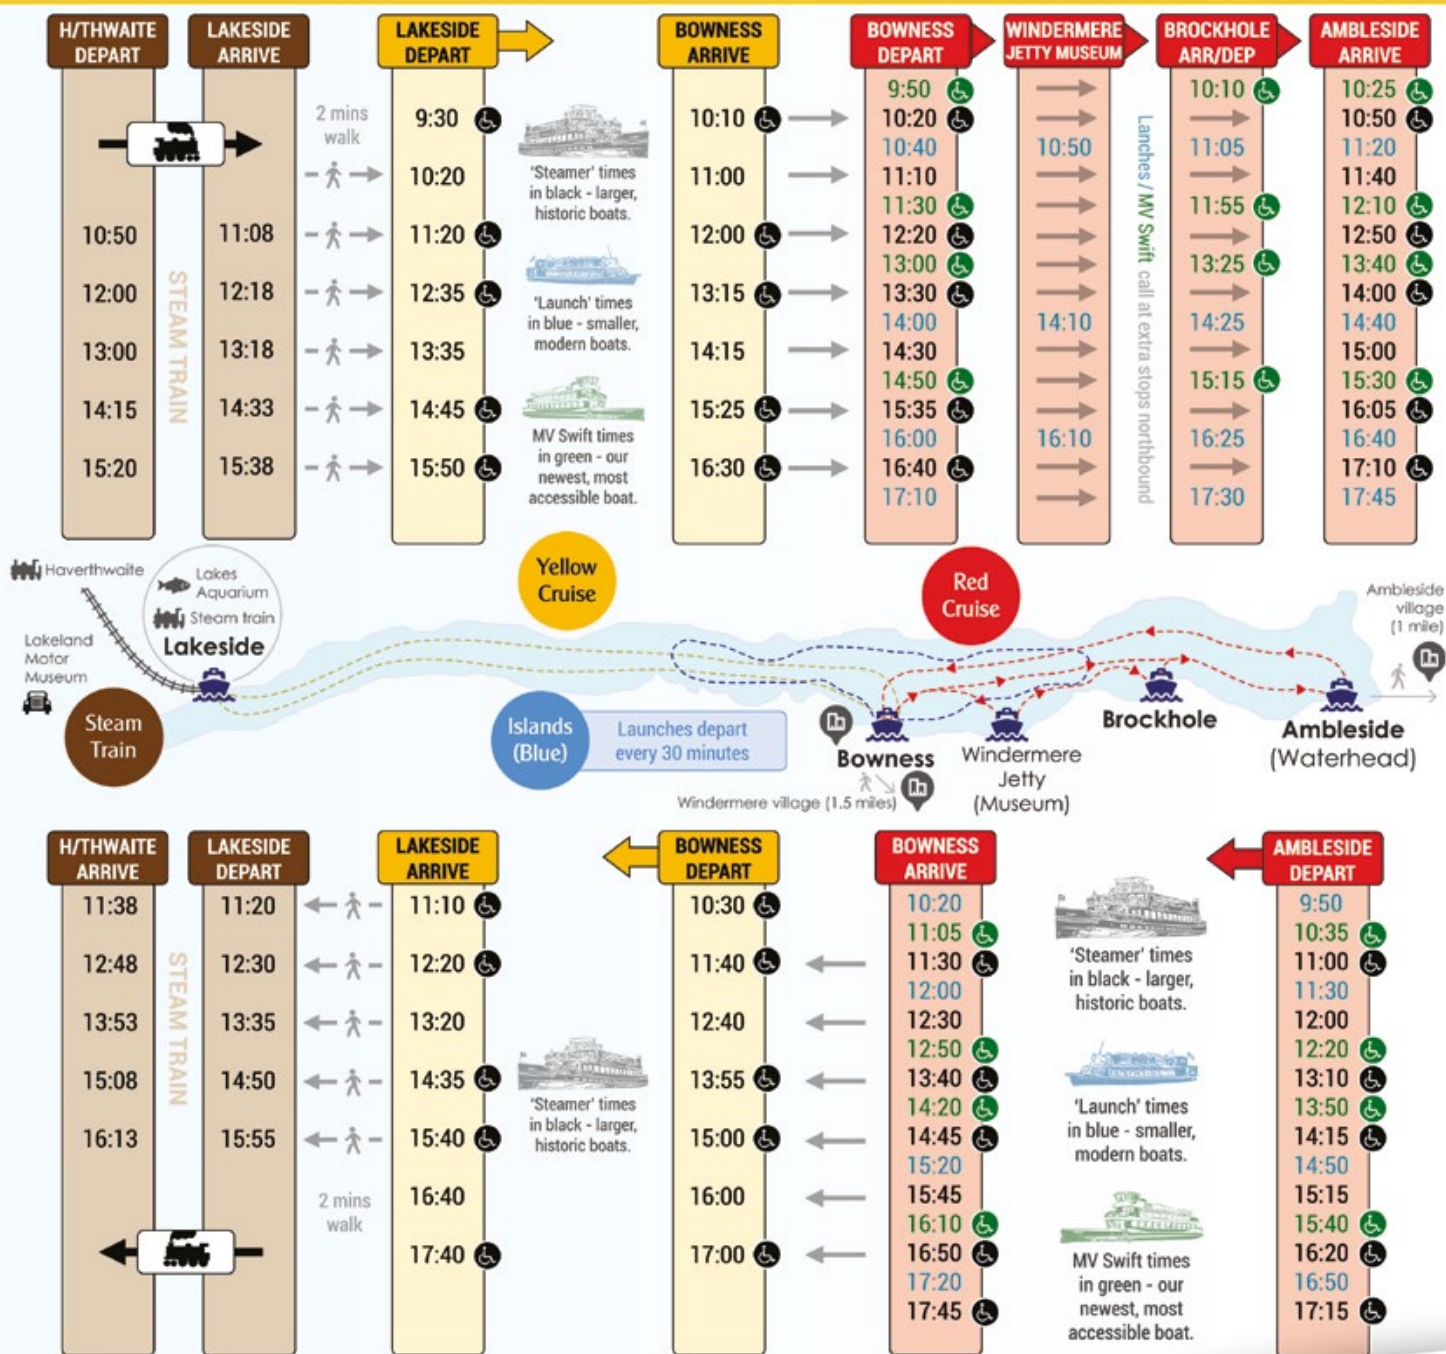 H/THWAITE DEPART
LAKESIDE ARRIVE
LAKESIDE DEPART
BOWNESS ARRIVE
BOWNESS DEPART
WINDERMERE JETTY MUSEUM
BROCKHOLE ARR/DEP
AMBLESIDE ARRIVE
9:50 10:10 10:25
2 mins
walk
9:30 10:10 10:20 10:50
10:40 10:50 11:05 11:20
10:20 11:00 11:10 11:40
11:30 11:55 12:10
10:50 11:08 11:20 12:00 12:20 12:50
13:00 13:25 13:40
12:00 12:18 12:35 13:15 13:30 14:00
14:00 14:10 14:25 14:40
13:00 13:18 13:35 14:15 14:30 15:00
14:50 15:15 15:30
14:15 14:33 14:45 15:25 15:35 16:05
16:00 16:10 16:25 16:40
15:20 15:38 15:50 16:30 16:40 17:10
17:10 17:30 17:45
STEAM TRAIN
'Steamer' times
in black - larger,
historic boats.
'Launch' times
in blue - smaller,
modern boats.
MV Swift times
in green - our
newest, most
accessible boat.
Lanches / MV Swift call at extra stops northbound
Haverthwaite
Lakes
Aquarium
Steam train
Lakeside
Lakeland
Motor
Museum
Steam
Train
Yellow
Cruise
Red
Cruise
Islands
(Blue)
Launches depart
every 30 minutes
Bowness
Windermere village (1.5 miles)
Windermere
Jetty
(Museum)
Brockhole
Ambleside
(Waterhead)
Ambleside
village
(1 mile)
H/THWAITE ARRIVE
LAKESIDE DEPART
LAKESIDE ARRIVE
BOWNESS DEPART
BOWNESS ARRIVE
AMBLESIDE DEPART
11:38 11:20 11:10 10:30 10:20 9:50
11:05 10:35
12:48 12:30 12:20 11:40 11:30 11:00
12:00 11:30
13:53 13:35 13:20 12:40 12:30 12:00
12:50 12:20
15:08 14:50 14:35 13:55 13:40 13:10
14:20 13:50
16:13 15:55 15:40 15:00 14:45 14:15
15:20 14:50
16:40 16:00 15:45 15:15
16:10 15:40
17:40 17:00 16:50 16:20
17:20 16:50
17:45 17:15
STEAM TRAIN
2 mins
walk
'Steamer' times
in black - larger,
historic boats.
'Steamer' times
in black - larger,
historic boats.
'Launch' times
in blue - smaller,
modern boats.
MV Swift times
in green - our
newest, most
accessible boat.